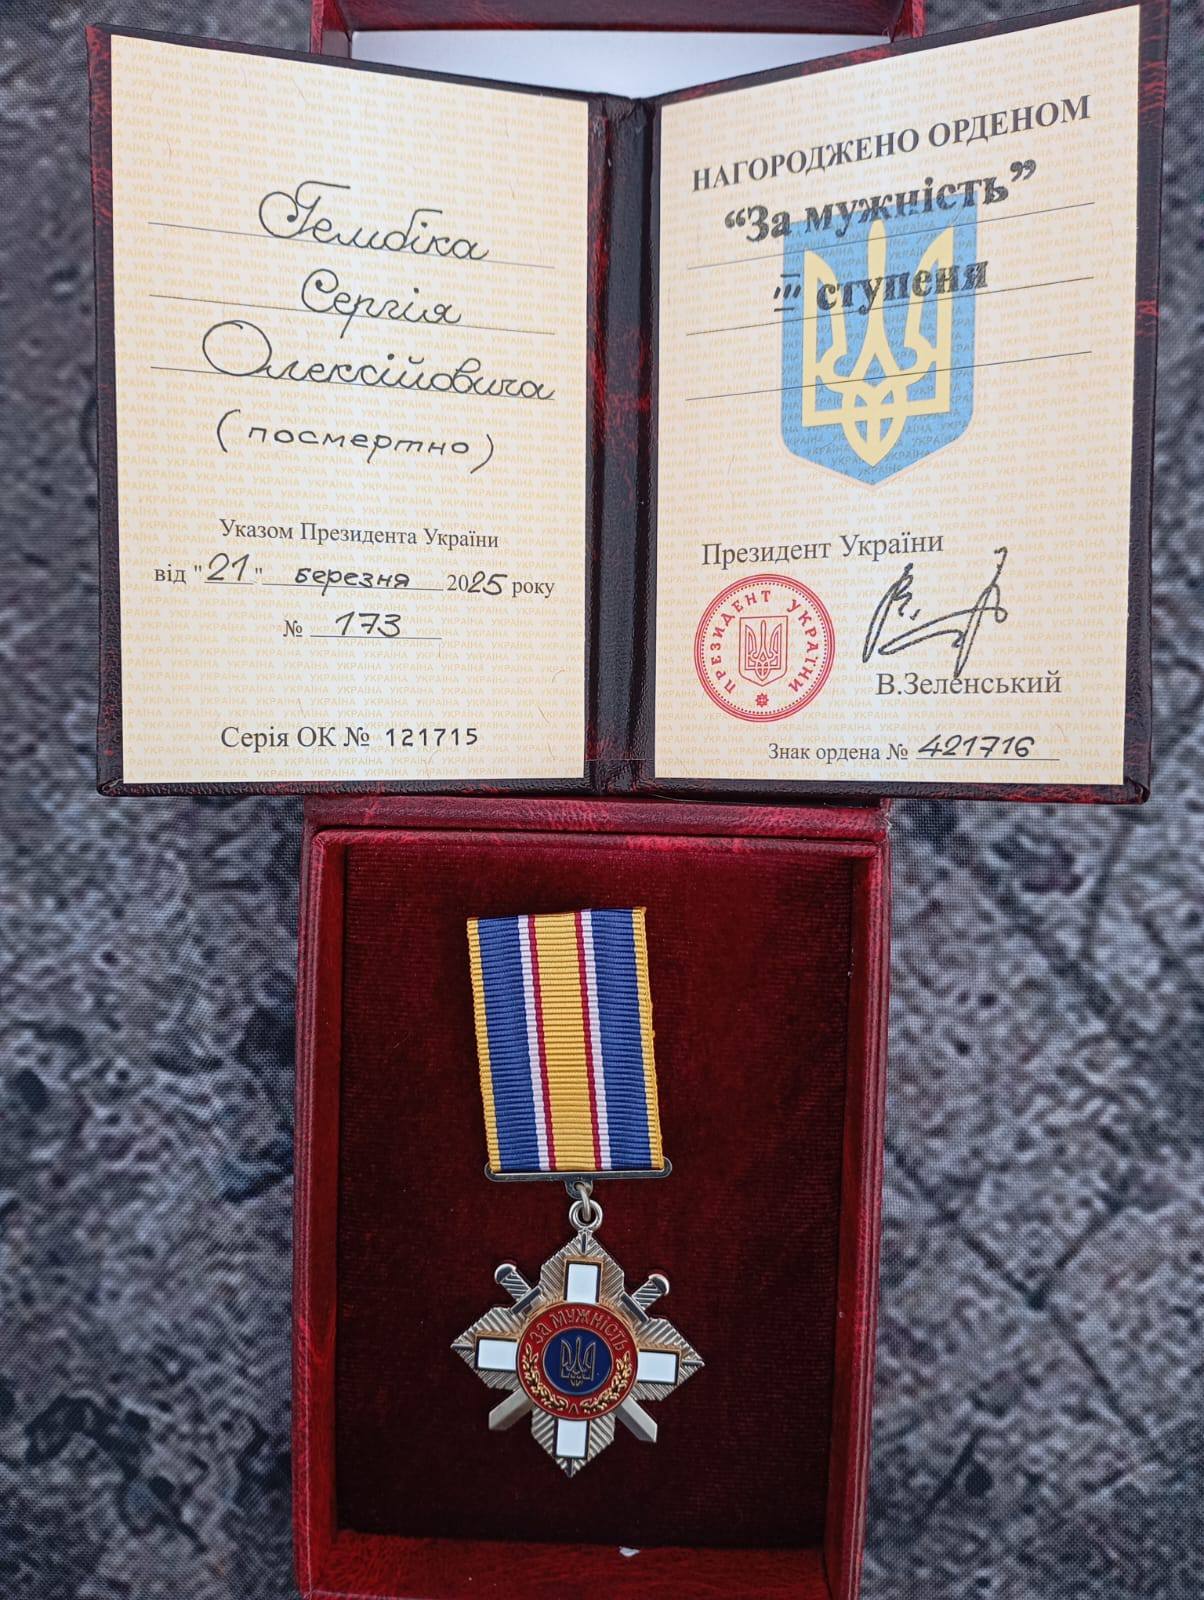 Гембіка
Сергія
Олексійовича
(посмертно)
Указом Президента України
від "21" березня 2025 року
№ 173
Серія ОК № 121715
НАГОРОДЖЕНО ОРДЕНОМ
“За мужність”
III ступеня
Президент України
ПРЕЗИДЕНТ УКРАЇНИ
В.Зеленський
Знак ордена № 421716
ЗА МУЖНІСТЬ